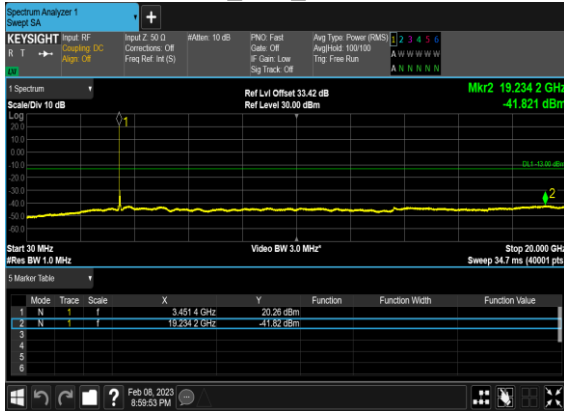 Spectrum Analyzer 1
Swept SA
+
KEYSIGHT Input: RF Input Z: 50 Ω #Atten: 10 dB PNO: Fast Avg Type: Power (RMS) 1 2 3 4 5 6
R T Coupling: DC Corrections: Off Gate: Off Avg|Hold: 100/100 A W W W W W
Align: Off Freq Ref: Int (S) IF Gain: Low Trig: Free Run
Sig Track: Off A N N N N N
1 Spectrum Ref Lvl Offset 33.42 dB Mkr2 19.234 2 GHz
Scale/Div 10 dB Ref Level 30.00 dBm -41.821 dBm
Log
20.0
10.0
0.00
-10.0
-20.0
-30.0
-40.0
-50.0
-60.0
1
DL1 -13.00 dBm
2
Start 30 MHz Video BW 3.0 MHz* Stop 20.000 GHz
#Res BW 1.0 MHz Sweep 34.7 ms (40001 pts)
5 Marker Table
Mode Trace Scale X Y Function Function Width Function Value
1 N 1 f 3.451 4 GHz 20.26 dBm
2 N 1 f 19.234 2 GHz -41.82 dBm
3
4
5
6
? Feb 08, 2023
8:59:53 PM